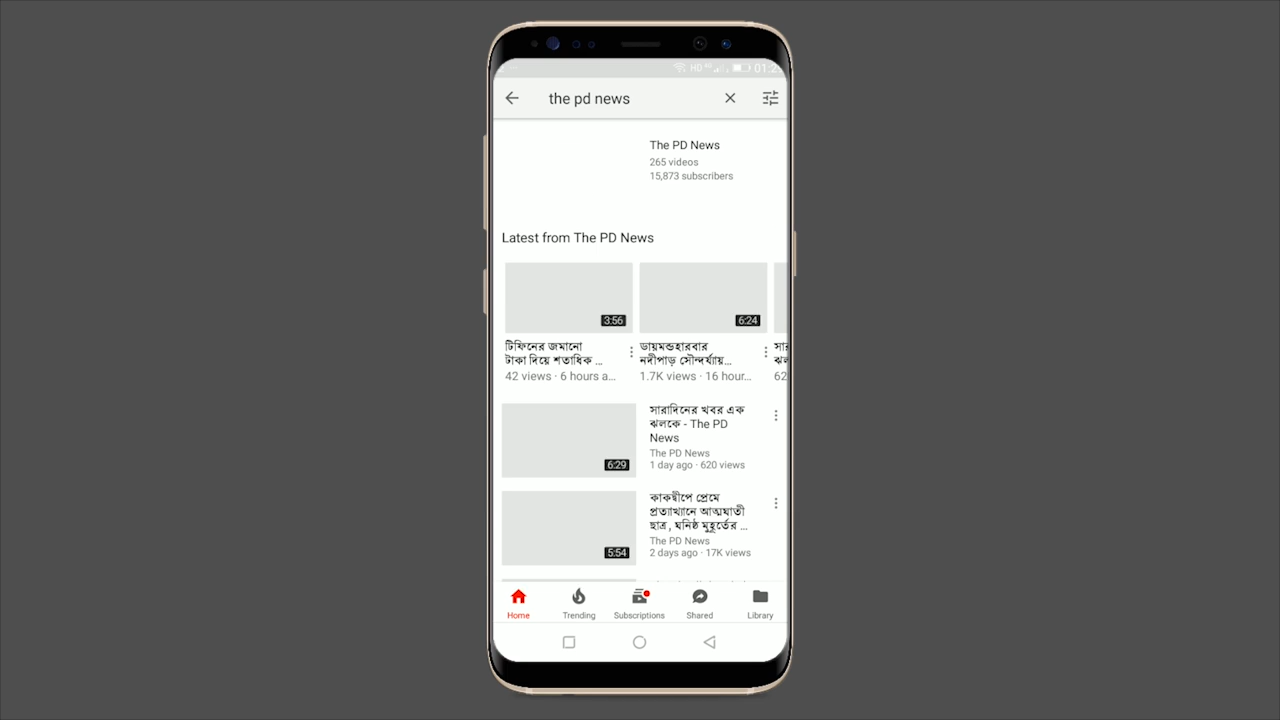 HD
the pd news
The PD News
265 videos
15,873 subscribers
Latest from The PD News
3:56
6:24
টিফিনের জমানো
টাকা দিয়ে শতাধিক ...
42 views · 6 hours a...
ডায়মন্ডহারবার
নদীপাড় সৌন্দর্য্যায়...
1.7K views · 16 hour...
62
6:29
সারাদিনের খবর এক
ঝলকে - The PD
News
The PD News
1 day ago · 620 views
5:54
কাকদ্বীপে প্রেমে
প্রত্যাখ্যানে আত্মঘাতী
ছাত্র , ঘনিষ্ঠ মুহূর্তের ...
The PD News
2 days ago · 17K views
Home
Trending
Subscriptions
Shared
Library